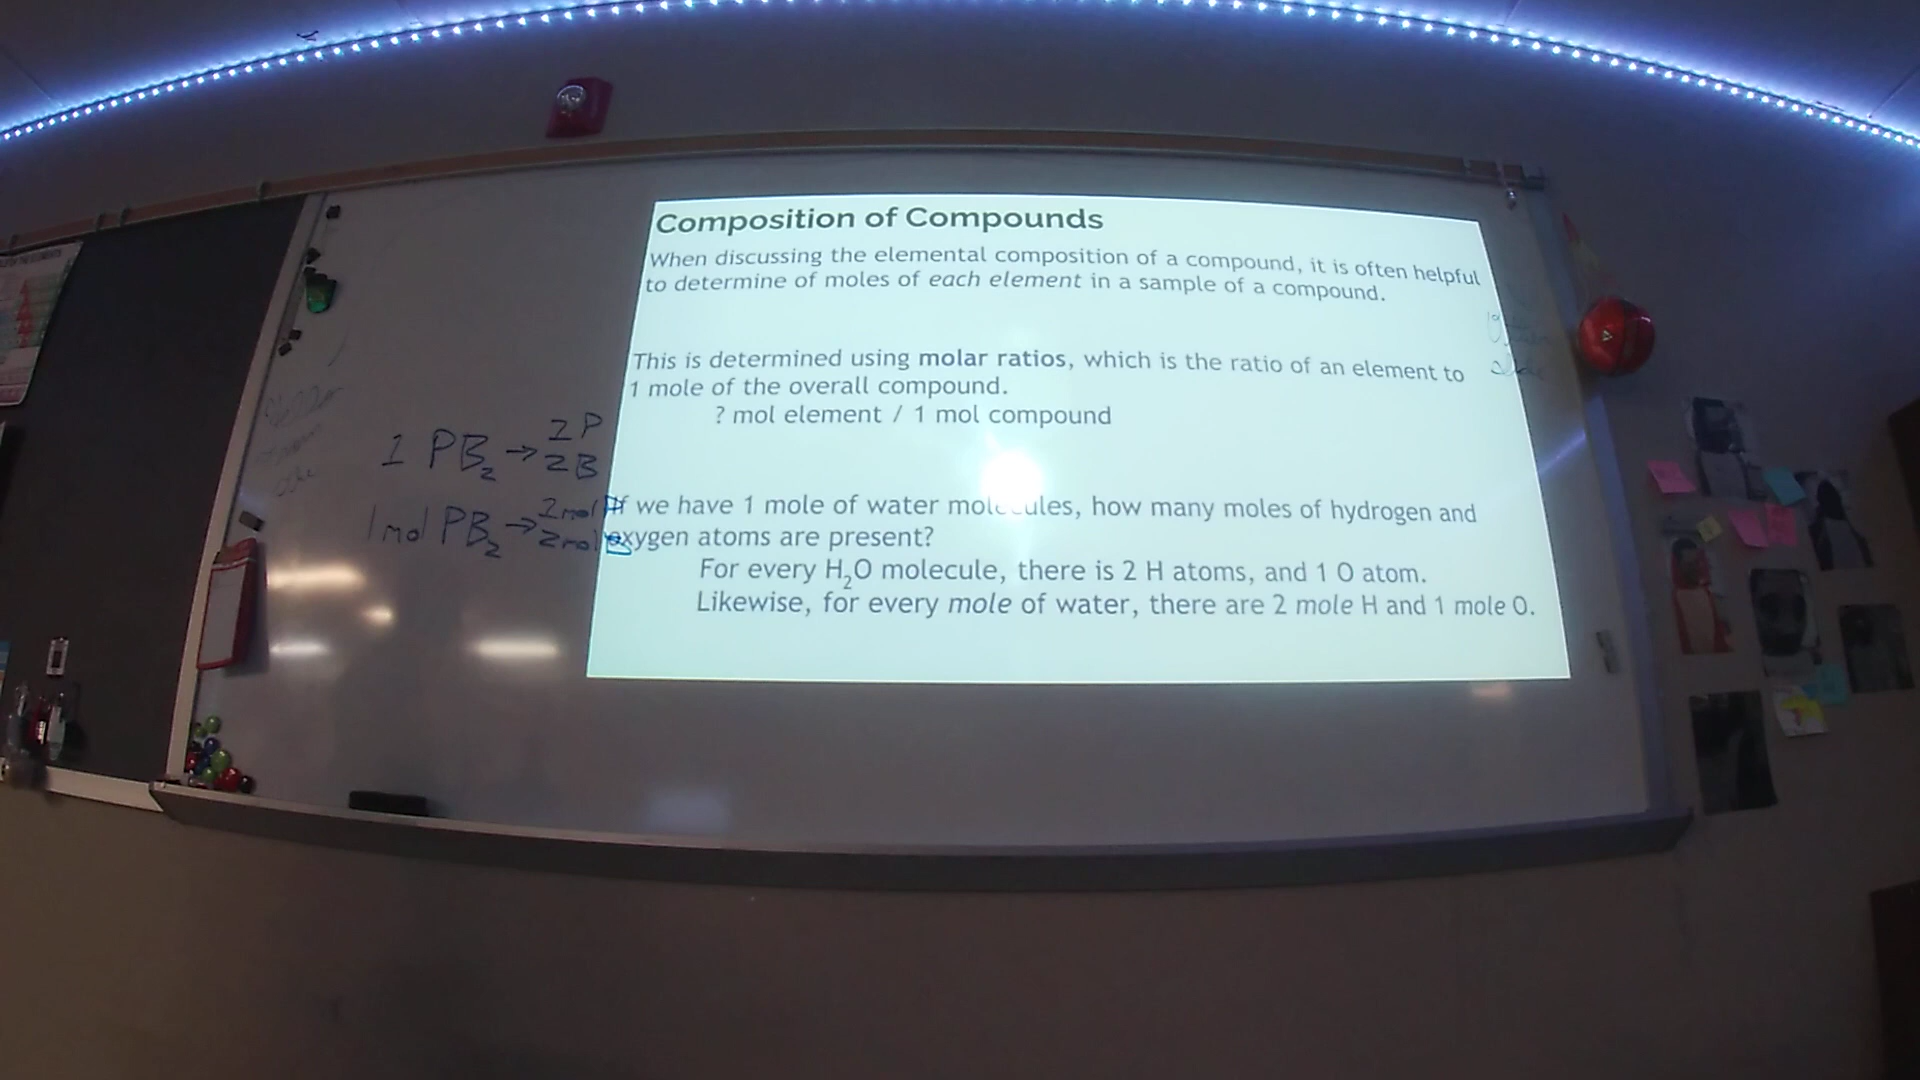 Composition of Compounds
When discussing the elemental composition of a compound, it is often helpful
to determine of moles of each element in a sample of a compound.
This is determined using molar ratios, which is the ratio of an element to
1 mole of the overall compound.
? mol element / 1 mol compound
1 PB₂ → 2 P
2 B
1 mol PB₂ → 2 mol P
2 mol B
If we have 1 mole of water molecules, how many moles of hydrogen and
oxygen atoms are present?
For every H₂O molecule, there is 2 H atoms, and 1 O atom.
Likewise, for every mole of water, there are 2 mole H and 1 mole O.